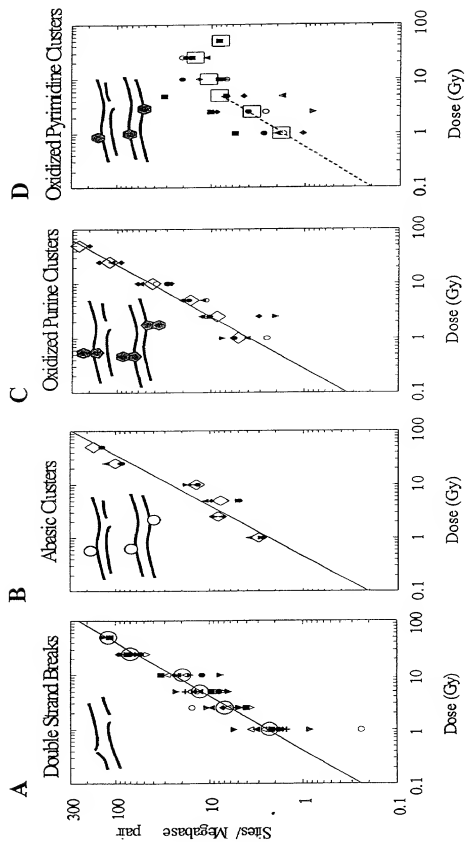 A
Double Strand Breaks
B
Abasic Clusters
C
Oxidized Purine Clusters
D
Oxidized Pyrimidine Clusters
Sites/ Megabase pair
300
100
10
1
0.1
0.1
1
10
100
Dose (Gy)
0.1
1
10
100
Dose (Gy)
0.1
1
10
100
Dose (Gy)
0.1
1
10
100
Dose (Gy)